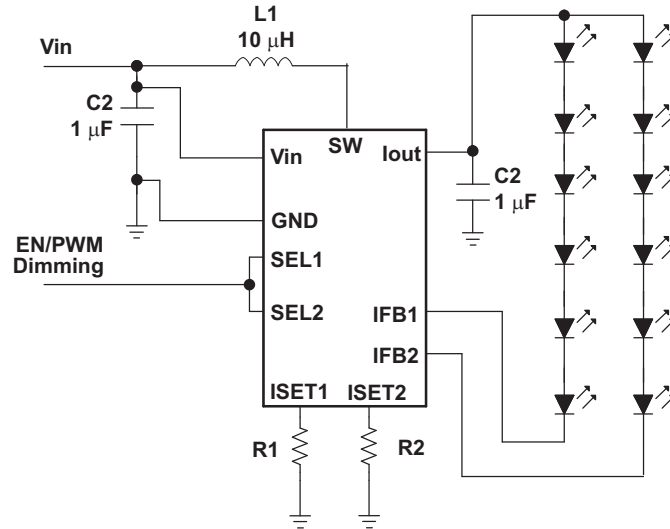 L1
10 μH
Vin
C2
1 μF
Vin
SW
Iout
C2
1 μF
GND
EN/PWM
Dimming
SEL1
SEL2
IFB1
IFB2
ISET1
ISET2
R1
R2